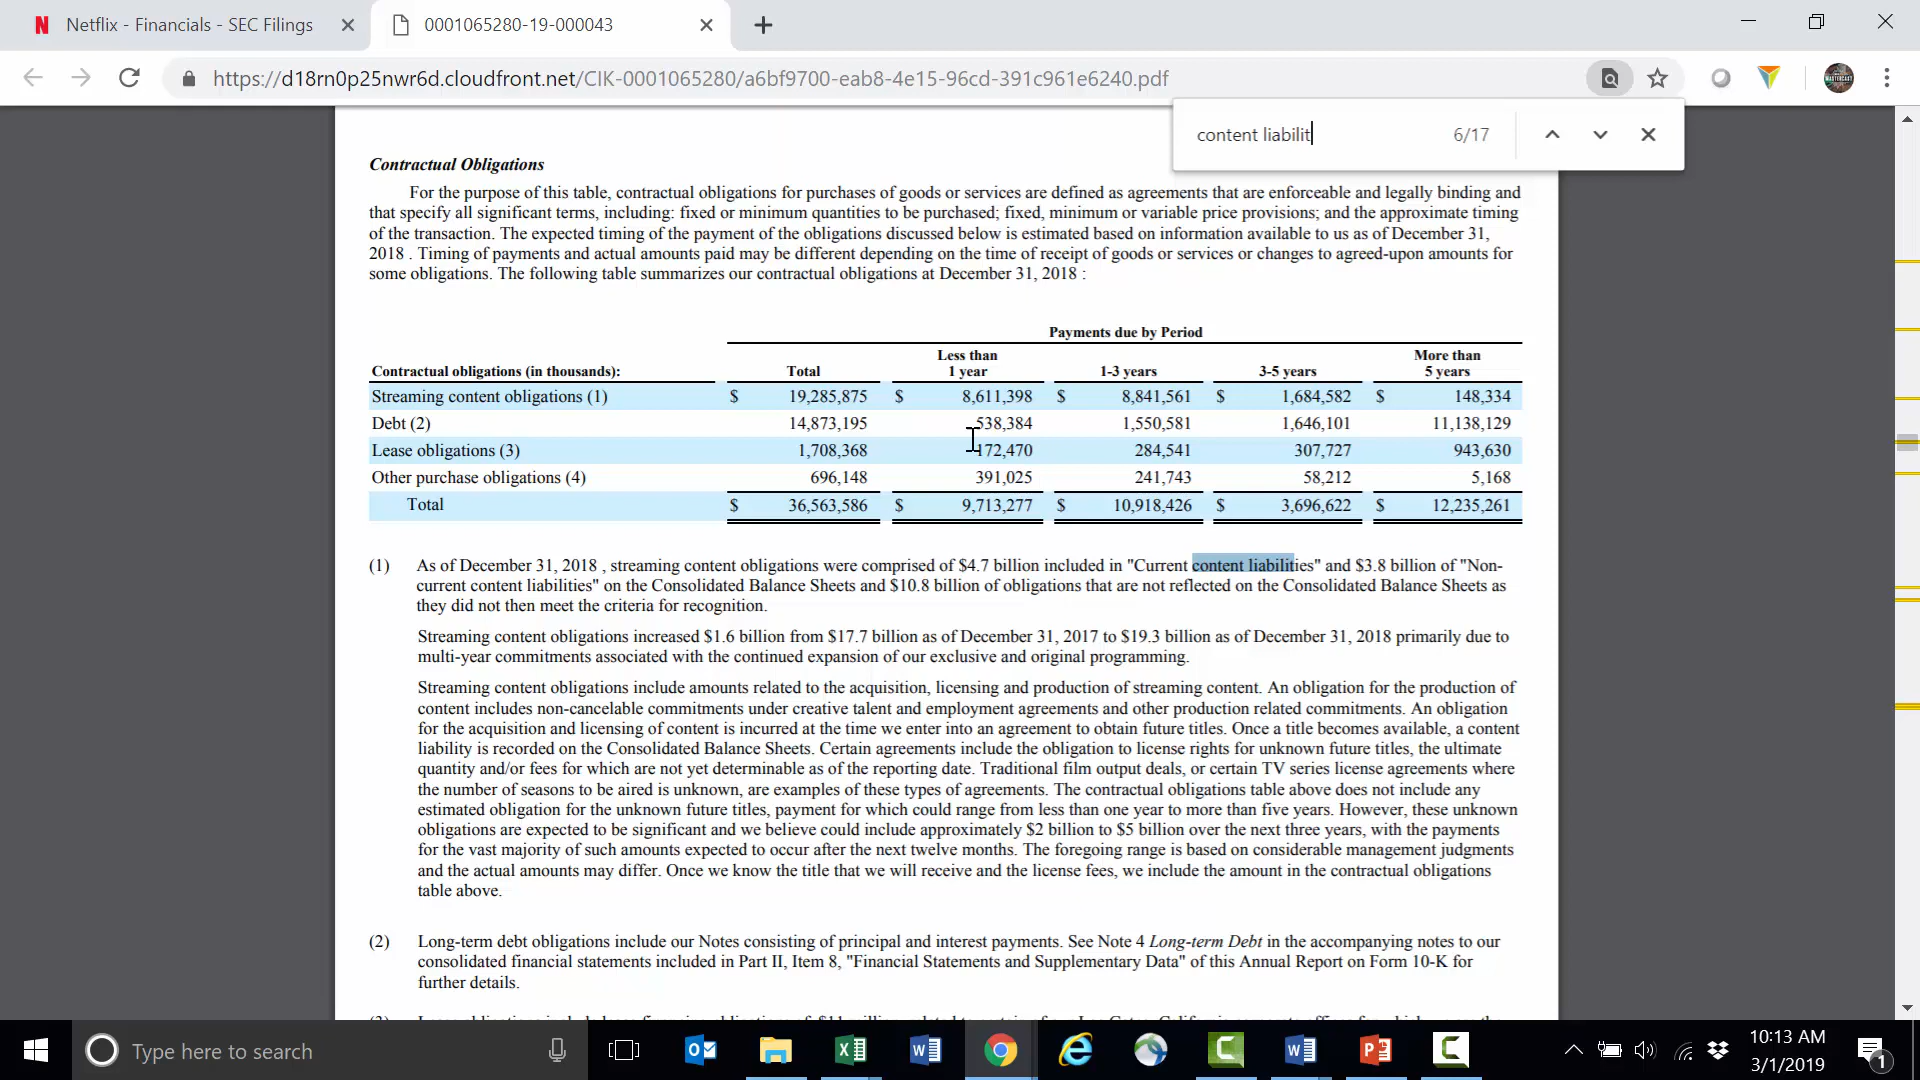 Netflix - Financials - SEC Filings
0001065280-19-000043
https://d18rn0p25nwr6d.cloudfront.net/CIK-0001065280/a6bf9700-eab8-4e15-96cd-391c961e6240.pdf
content liabilit 6/17
Contractual Obligations
For the purpose of this table, contractual obligations for purchases of goods or services are defined as agreements that are enforceable and legally binding and
that specify all significant terms, including: fixed or minimum quantities to be purchased; fixed, minimum or variable price provisions; and the approximate timing
of the transaction. The expected timing of the payment of the obligations discussed below is estimated based on information available to us as of December 31,
2018 . Timing of payments and actual amounts paid may be different depending on the time of receipt of goods or services or changes to agreed-upon amounts for
some obligations. The following table summarizes our contractual obligations at December 31, 2018 :
Payments due by Period
Contractual obligations (in thousands): Total Less than 1 year 1-3 years 3-5 years More than 5 years
Streaming content obligations (1) $ 19,285,875 $ 8,611,398 $ 8,841,561 $ 1,684,582 $ 148,334
Debt (2) 14,873,195 538,384 1,550,581 1,646,101 11,138,129
Lease obligations (3) 1,708,368 172,470 284,541 307,727 943,630
Other purchase obligations (4) 696,148 391,025 241,743 58,212 5,168
Total $ 36,563,586 $ 9,713,277 $ 10,918,426 $ 3,696,622 $ 12,235,261
(1) As of December 31, 2018 , streaming content obligations were comprised of $4.7 billion included in "Current content liabilities" and $3.8 billion of "Non-
current content liabilities" on the Consolidated Balance Sheets and $10.8 billion of obligations that are not reflected on the Consolidated Balance Sheets as
they did not then meet the criteria for recognition.
Streaming content obligations increased $1.6 billion from $17.7 billion as of December 31, 2017 to $19.3 billion as of December 31, 2018 primarily due to
multi-year commitments associated with the continued expansion of our exclusive and original programming.
Streaming content obligations include amounts related to the acquisition, licensing and production of streaming content. An obligation for the production of
content includes non-cancelable commitments under creative talent and employment agreements and other production related commitments. An obligation
for the acquisition and licensing of content is incurred at the time we enter into an agreement to obtain future titles. Once a title becomes available, a content
liability is recorded on the Consolidated Balance Sheets. Certain agreements include the obligation to license rights for unknown future titles, the ultimate
quantity and/or fees for which are not yet determinable as of the reporting date. Traditional film output deals, or certain TV series license agreements where
the number of seasons to be aired is unknown, are examples of these types of agreements. The contractual obligations table above does not include any
estimated obligation for the unknown future titles, payment for which could range from less than one year to more than five years. However, these unknown
obligations are expected to be significant and we believe could include approximately $2 billion to $5 billion over the next three years, with the payments
for the vast majority of such amounts expected to occur after the next twelve months. The foregoing range is based on considerable management judgments
and the actual amounts may differ. Once we know the title that we will receive and the license fees, we include the amount in the contractual obligations
table above.
(2) Long-term debt obligations include our Notes consisting of principal and interest payments. See Note 4 Long-term Debt in the accompanying notes to our
consolidated financial statements included in Part II, Item 8, "Financial Statements and Supplementary Data" of this Annual Report on Form 10-K for
further details.
Type here to search
10:13 AM
3/1/2019
1